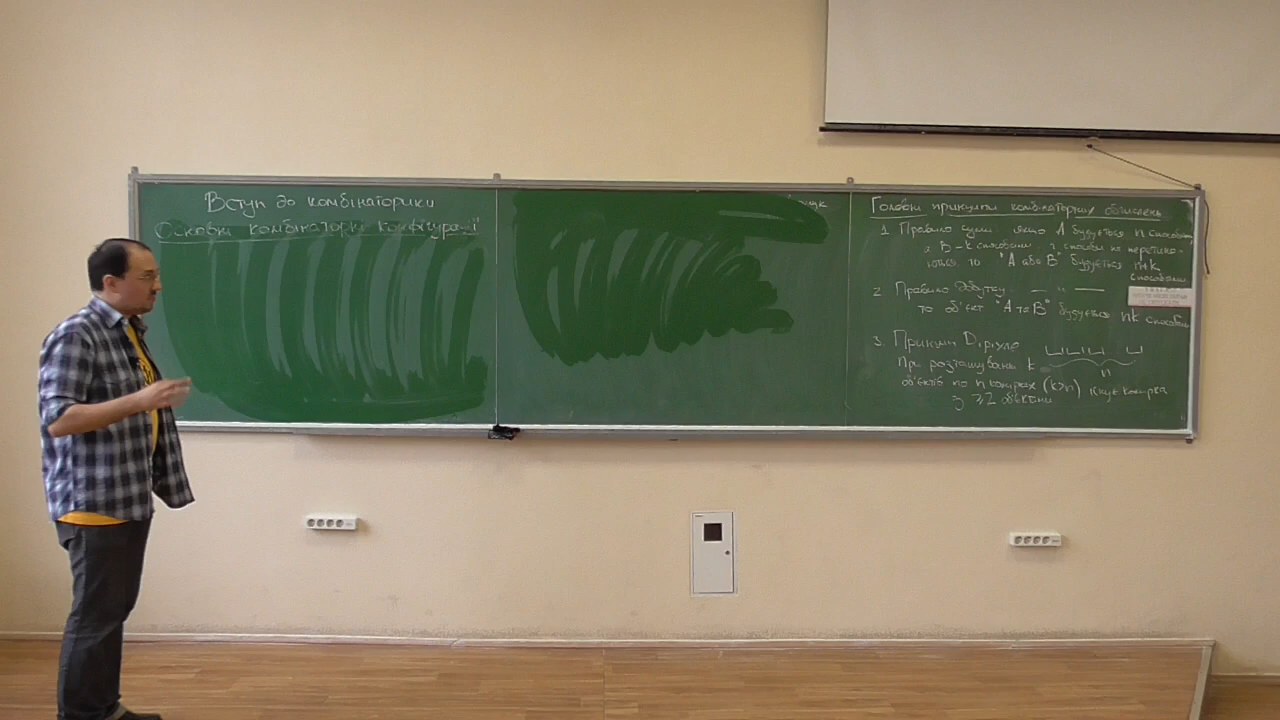 Вступ до комбінаторики
Основні комбінаторні конфігурації
Головні принципи комбінаторних обчислень
1. Правило суми: якщо A будується n способами,
а B – k способами, і способи не перетина-
ються то "A або B" будується n+k
способами
2. Правило добутку: — " —
то об'єкт "A та B" будується nk способами
3. Принцип Діріхле
При розташуванні k
n
об'єктів по n комірках (k>n) існує комірка
з ≥2 об'єктами